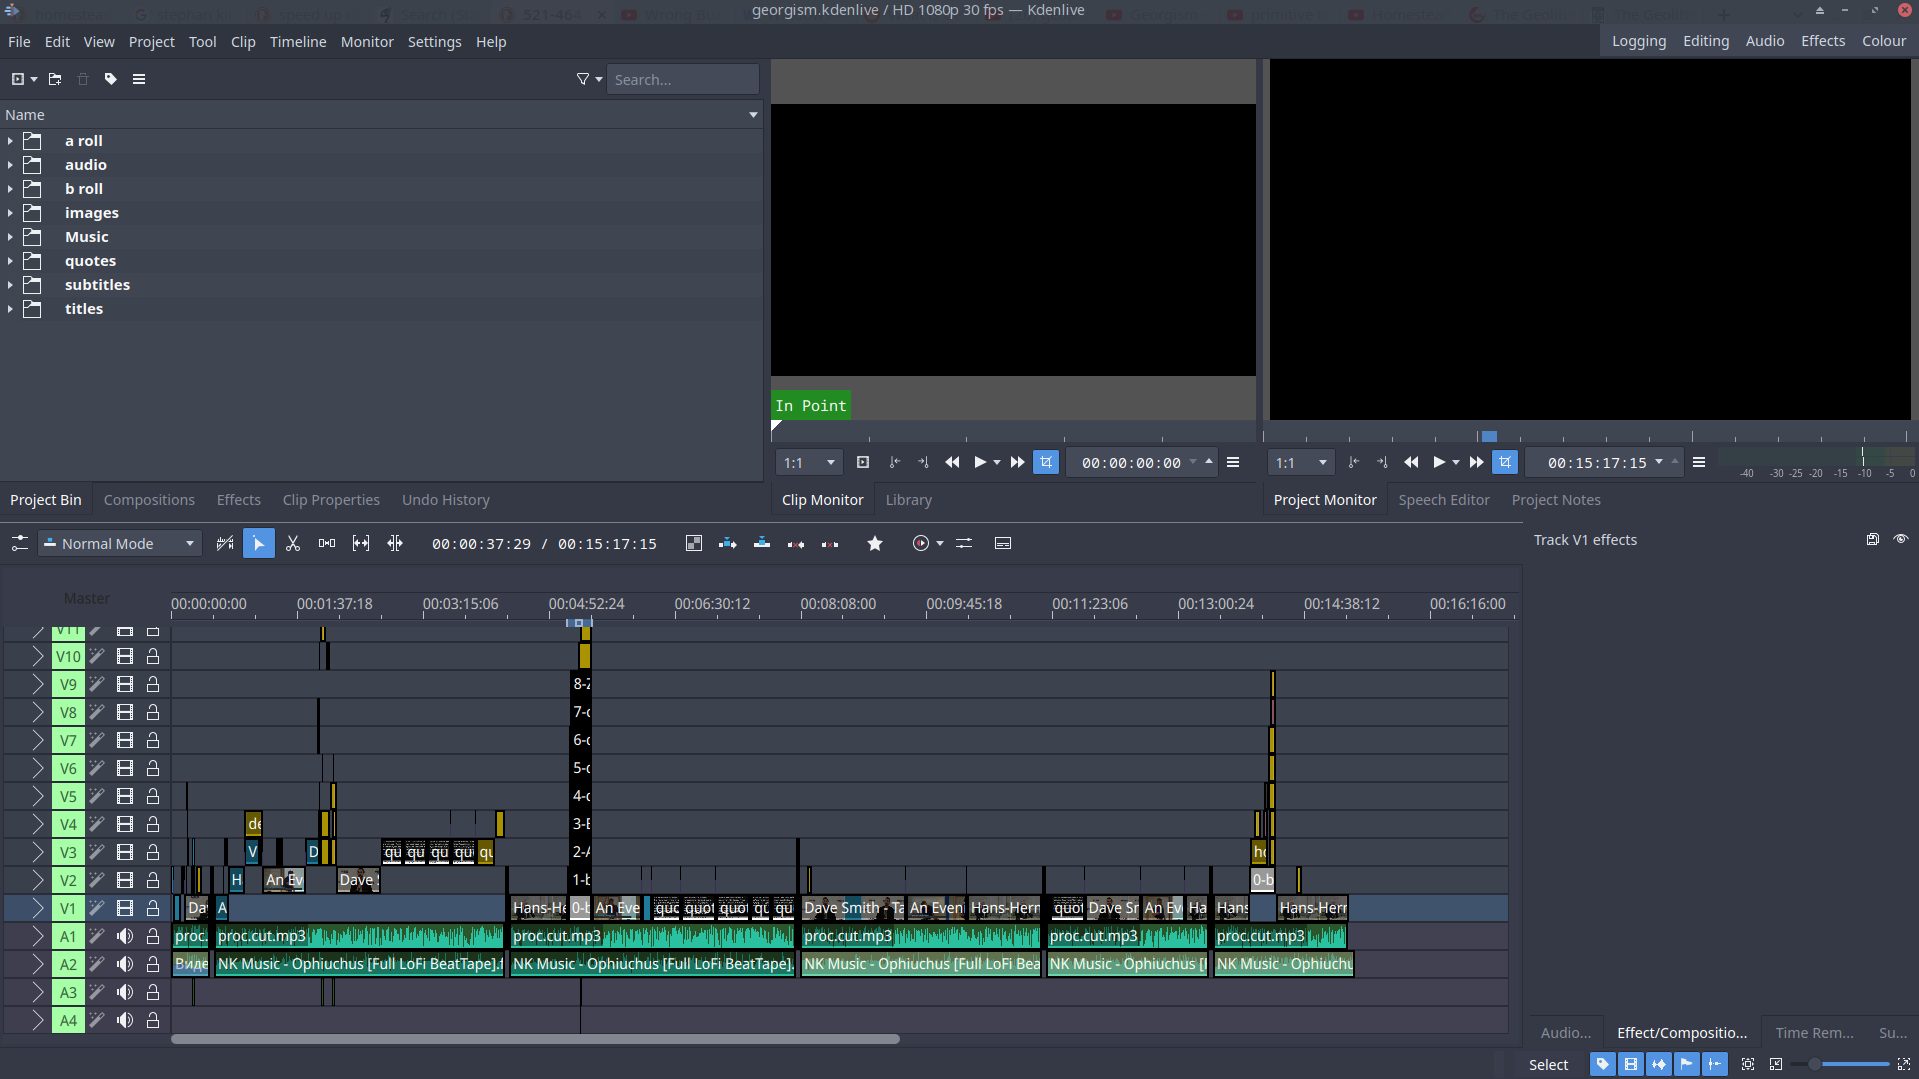 georgism.kdenlive / HD 1080p 30 fps — Kdenlive
File Edit View Project Tool Clip Timeline Monitor Settings Help
Logging Editing Audio Effects Colour
Search...
Name
a roll
audio
b roll
images
Music
quotes
subtitles
titles
In Point
1:1 00:00:00:00
1:1 00:15:17:15
-40 -30 -25 -20 -15 -10 -5 0
Project Bin Compositions Effects Clip Properties Undo History
Clip Monitor Library
Project Monitor Speech Editor Project Notes
Normal Mode 00:00:37:29 / 00:15:17:15
Track V1 effects
Master
00:00:00:00 00:01:37:18 00:03:15:06 00:04:52:24 00:06:30:12 00:08:08:00 00:09:45:18 00:11:23:06 00:13:00:24 00:14:38:12 00:16:16:00
V11
V10
V9 8-
V8 7-
V7 6-
V6 5-
V5 4-
V4 de 3-
V3 V D qu qu qu qu qu 2- ho
V2 H An Ev Dave 1-b 0-b
V1 Da A Hans-He 0-b An Eve quo quot quot qu qu Dave Smith - Ta An Even Hans-Herr quot Dave Sr An Ev Ha Hans Hans-Herr
A1 proc. proc.cut.mp3 proc.cut.mp3 proc.cut.mp3 proc.cut.mp3 proc.cut.mp3
A2 Виде NK Music - Ophiuchus [Full LoFi BeatTape].f NK Music - Ophiuchus [Full LoFi BeatTape]. NK Music - Ophiuchus [Full LoFi Bea NK Music - Ophiuchus [ NK Music - Ophiuchu
A3
A4
Audio... Effect/Compositio... Time Rem... Su...
Select